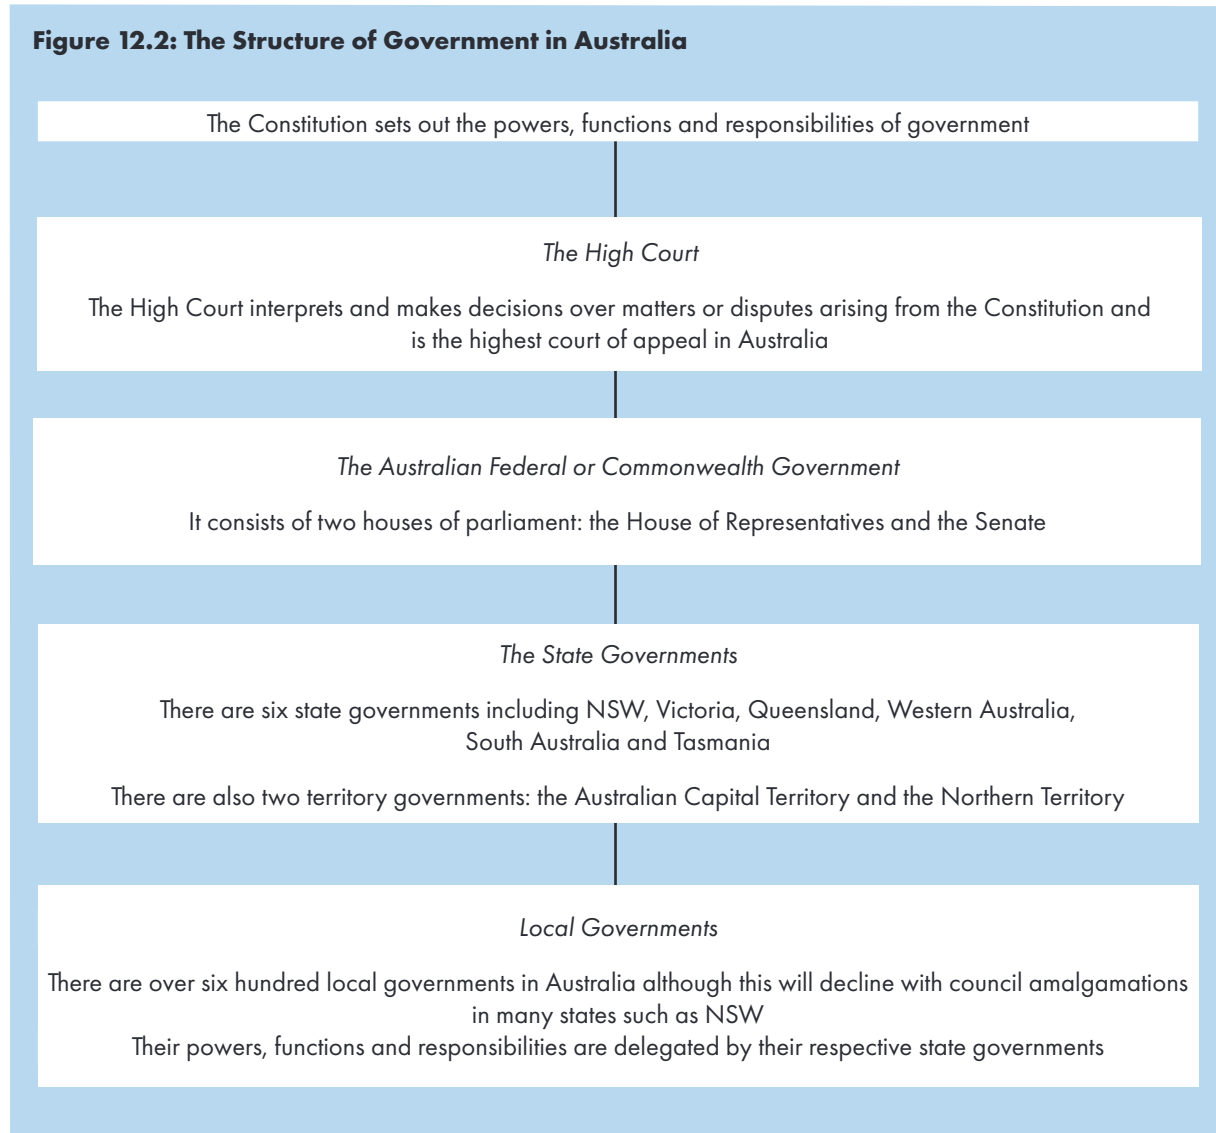 Figure 12.2: The Structure of Government in Australia
The Constitution sets out the powers, functions and responsibilities of government
The High Court
The High Court interprets and makes decisions over matters or disputes arising from the Constitution and
is the highest court of appeal in Australia
The Australian Federal or Commonwealth Government
It consists of two houses of parliament: the House of Representatives and the Senate
The State Governments
There are six state governments including NSW, Victoria, Queensland, Western Australia,
South Australia and Tasmania
There are also two territory governments: the Australian Capital Territory and the Northern Territory
Local Governments
There are over six hundred local governments in Australia although this will decline with council amalgamations
in many states such as NSW
Their powers, functions and responsibilities are delegated by their respective state governments